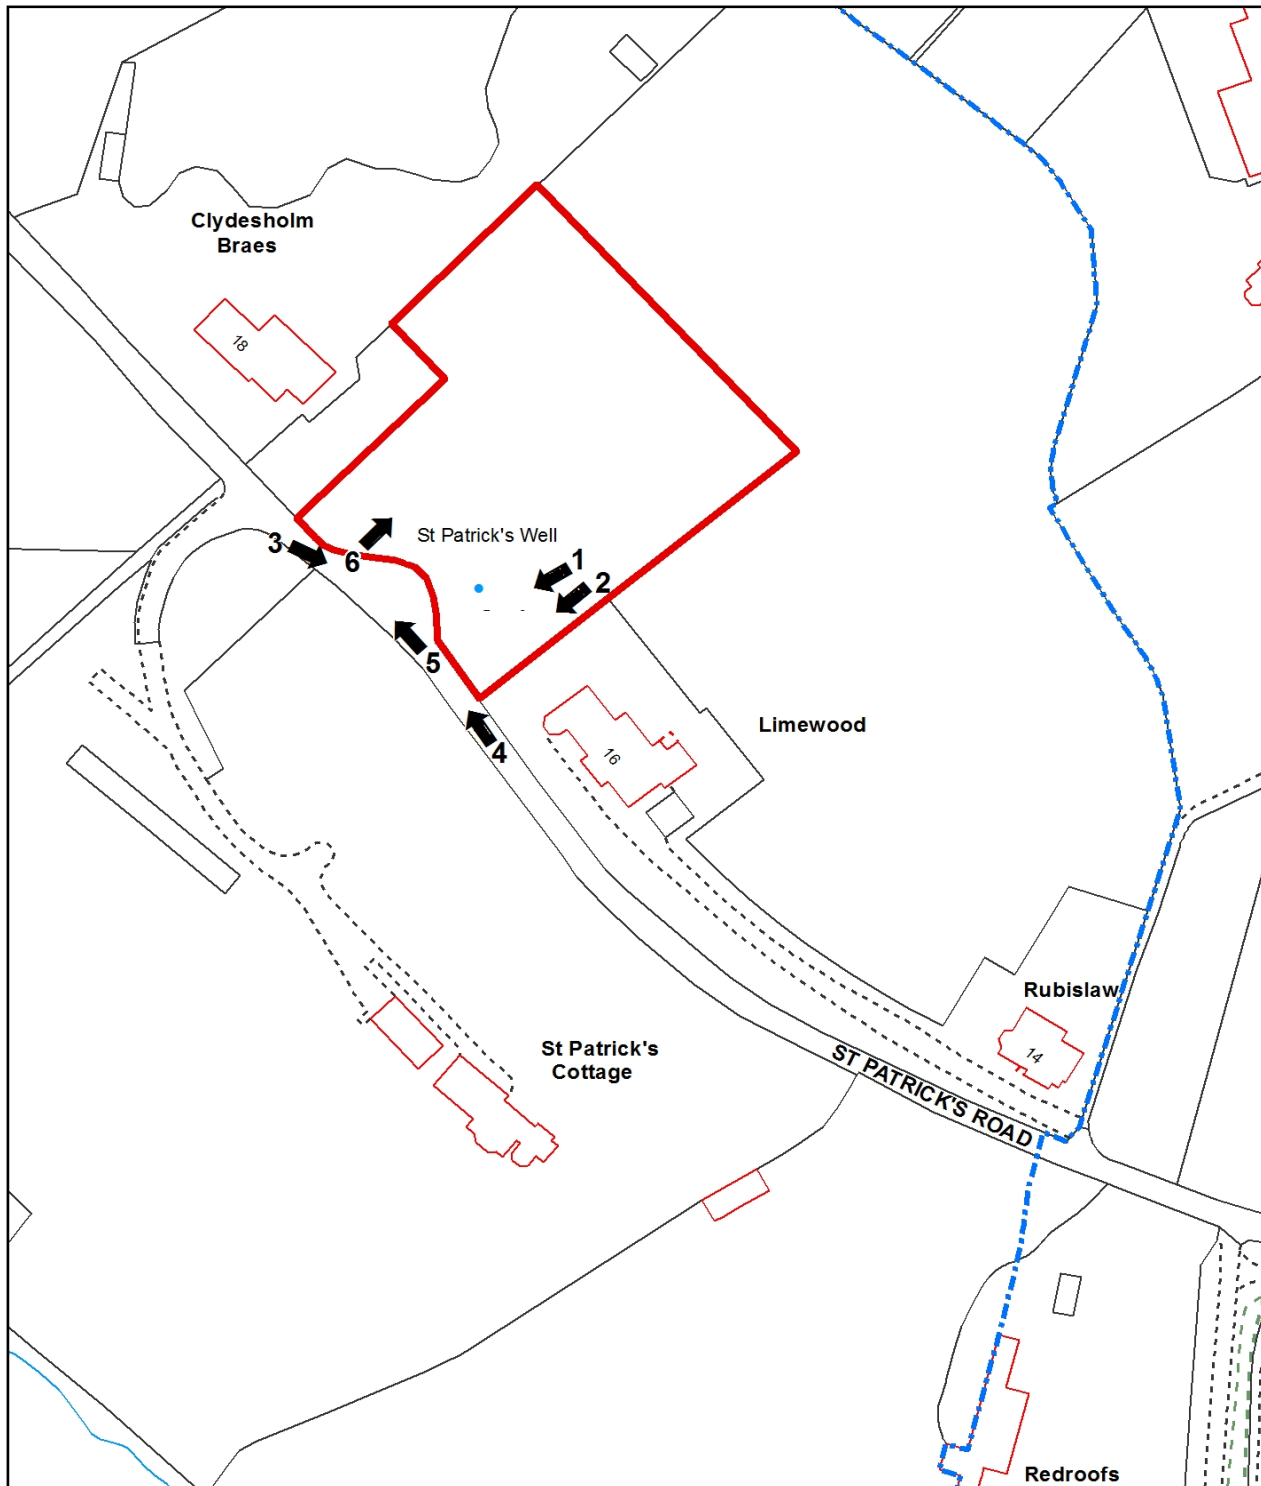 Clydesholm
Braes
18
St Patrick's Well
3
6
1
2
5
4
16
Limewood
Rubislaw
14
St Patrick's
Cottage
ST PATRICK'S ROAD
Redroofs